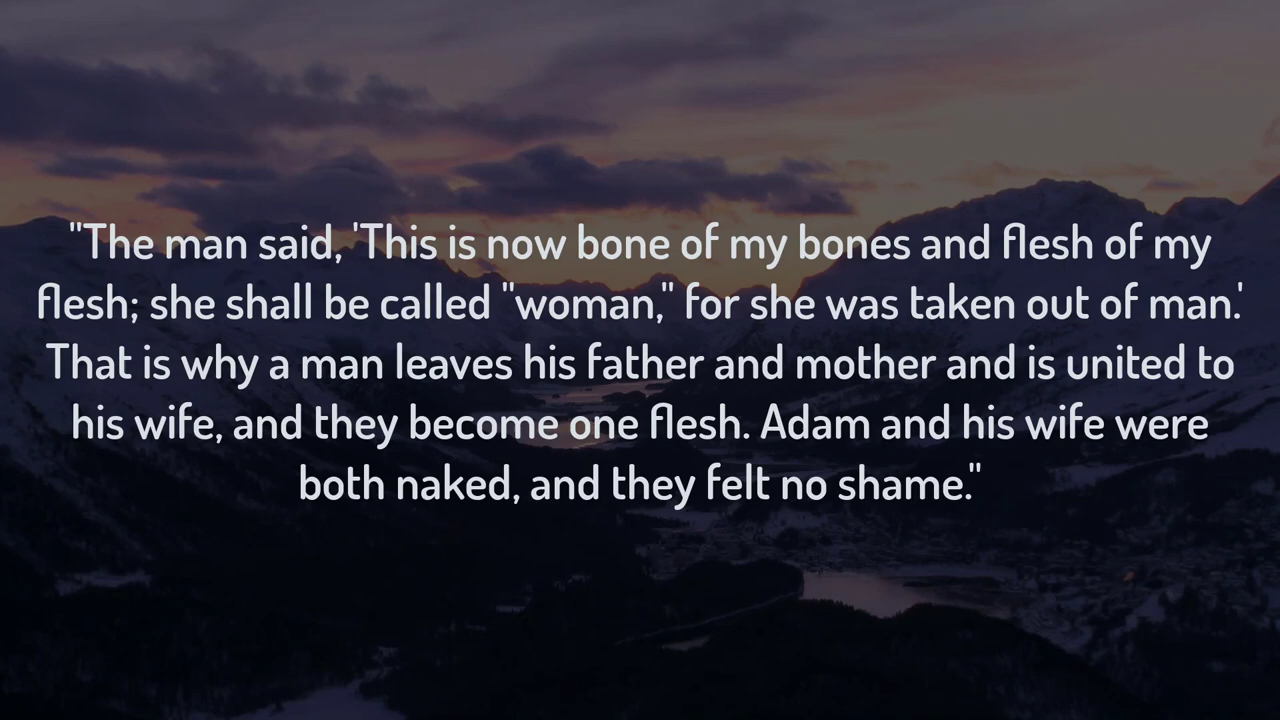 "The man said, 'This is now bone of my bones and flesh of my
flesh; she shall be called "woman," for she was taken out of man.'
That is why a man leaves his father and mother and is united to
his wife, and they become one flesh. Adam and his wife were
both naked, and they felt no shame."